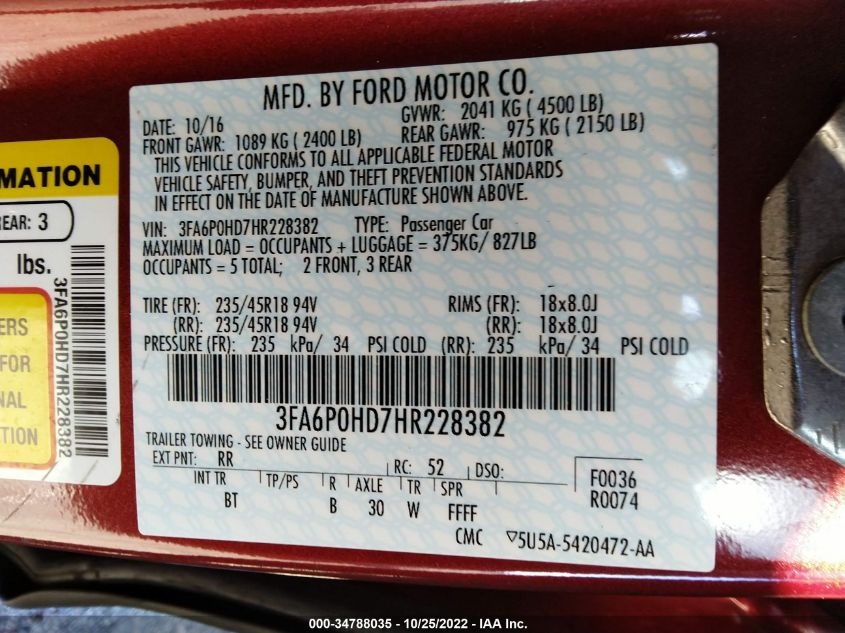 MFD. BY FORD MOTOR CO.
DATE: 10/16 GVWR: 2041 KG ( 4500 LB)
FRONT GAWR: 1089 KG ( 2400 LB) REAR GAWR: 975 KG ( 2150 LB)
THIS VEHICLE CONFORMS TO ALL APPLICABLE FEDERAL MOTOR
VEHICLE SAFETY, BUMPER, AND THEFT PREVENTION STANDARDS
IN EFFECT ON THE DATE OF MANUFACTURE SHOWN ABOVE.
VIN: 3FA6P0HD7HR228382 TYPE: Passenger Car
MAXIMUM LOAD = OCCUPANTS + LUGGAGE = 375KG/ 827LB
OCCUPANTS = 5 TOTAL; 2 FRONT, 3 REAR
TIRE (FR): 235/45R18 94V RIMS (FR): 18x8.0J
(RR): 235/45R18 94V (RR): 18x8.0J
PRESSURE (FR): 235 kPa/ 34 PSI COLD (RR): 235 kPa/ 34 PSI COLD
3FA6P0HD7HR228382
TRAILER TOWING - SEE OWNER GUIDE
EXT PNT: RR RC: 52 DSO:
INT TR TP/PS R AXLE TR SPR
BT B 30 W FFFF
F0036
R0074
CMC ▽5U5A-5420472-AA
MATION
REAR: 3
lbs.
3FA6P0HD7HR228382
ERS
FOR
NAL
TION
000-34788035 - 10/25/2022 - IAA Inc.